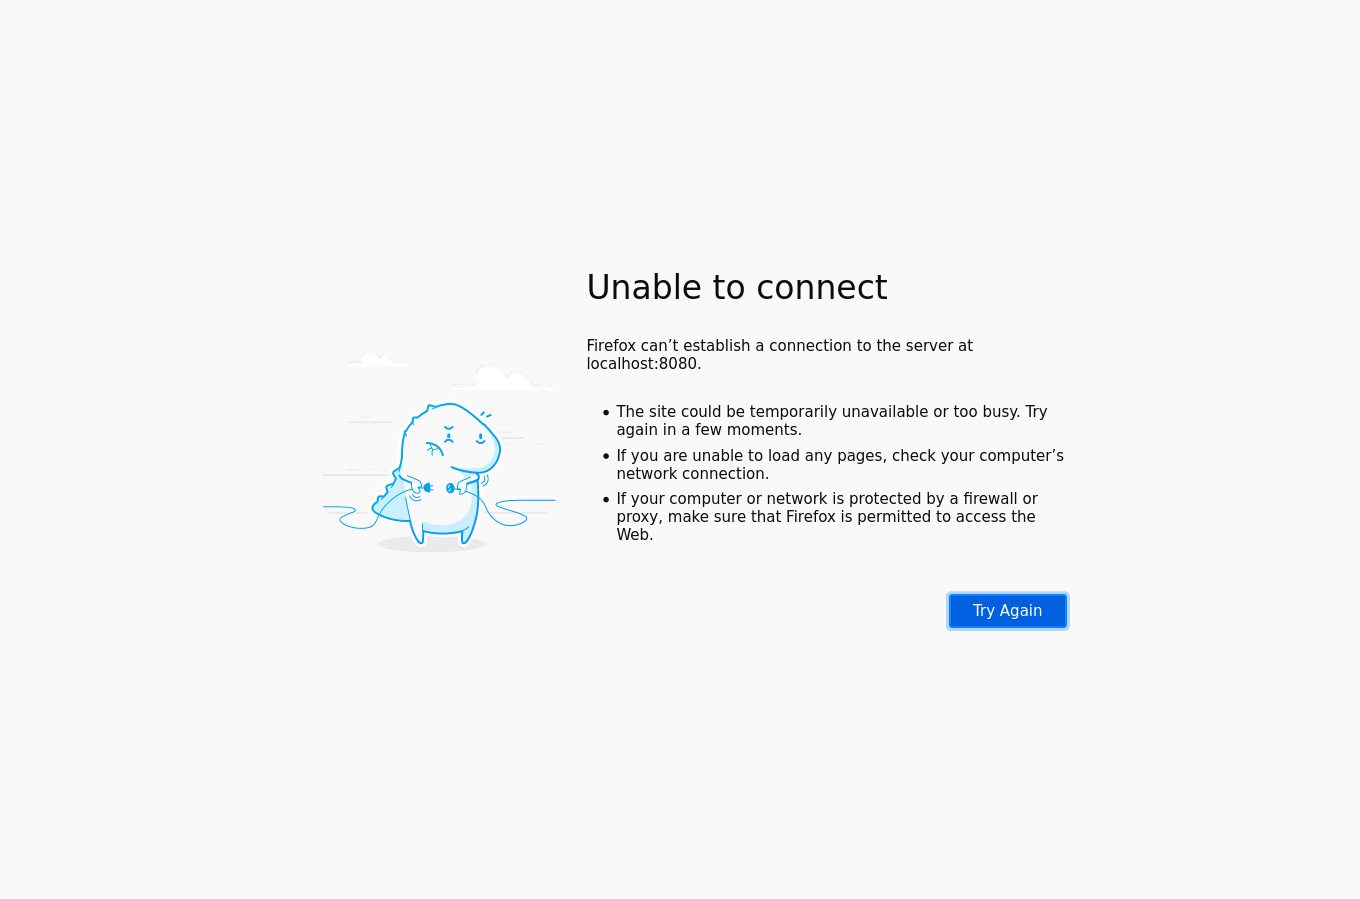 Unable to connect
Firefox can’t establish a connection to the server at
localhost:8080.
The site could be temporarily unavailable or too busy. Try
again in a few moments.
If you are unable to load any pages, check your computer’s
network connection.
If your computer or network is protected by a firewall or
proxy, make sure that Firefox is permitted to access the
Web.
Try Again